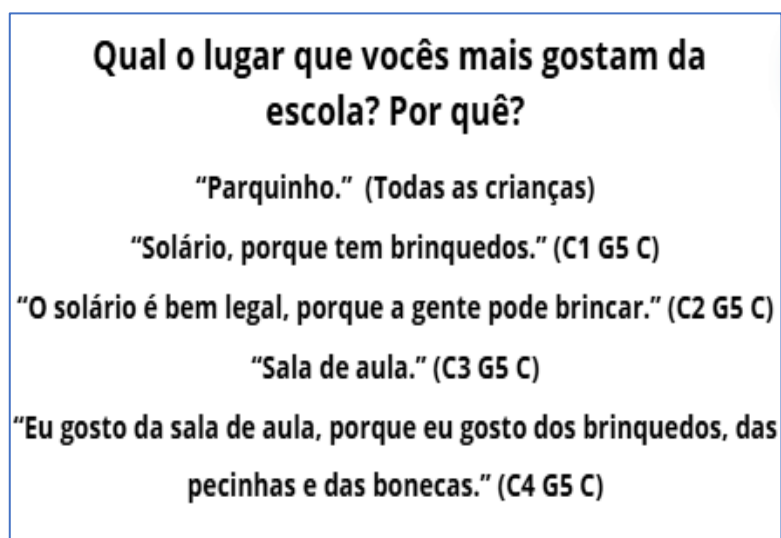 Qual o lugar que vocês mais gostam da
escola? Por quê?
“Parquinho.” (Todas as crianças)
“Solário, porque tem brinquedos.” (C1 G5 C)
“O solário é bem legal, porque a gente pode brincar.” (C2 G5 C)
“Sala de aula.” (C3 G5 C)
“Eu gosto da sala de aula, porque eu gosto dos brinquedos, das
pecinhas e das bonecas.” (C4 G5 C)